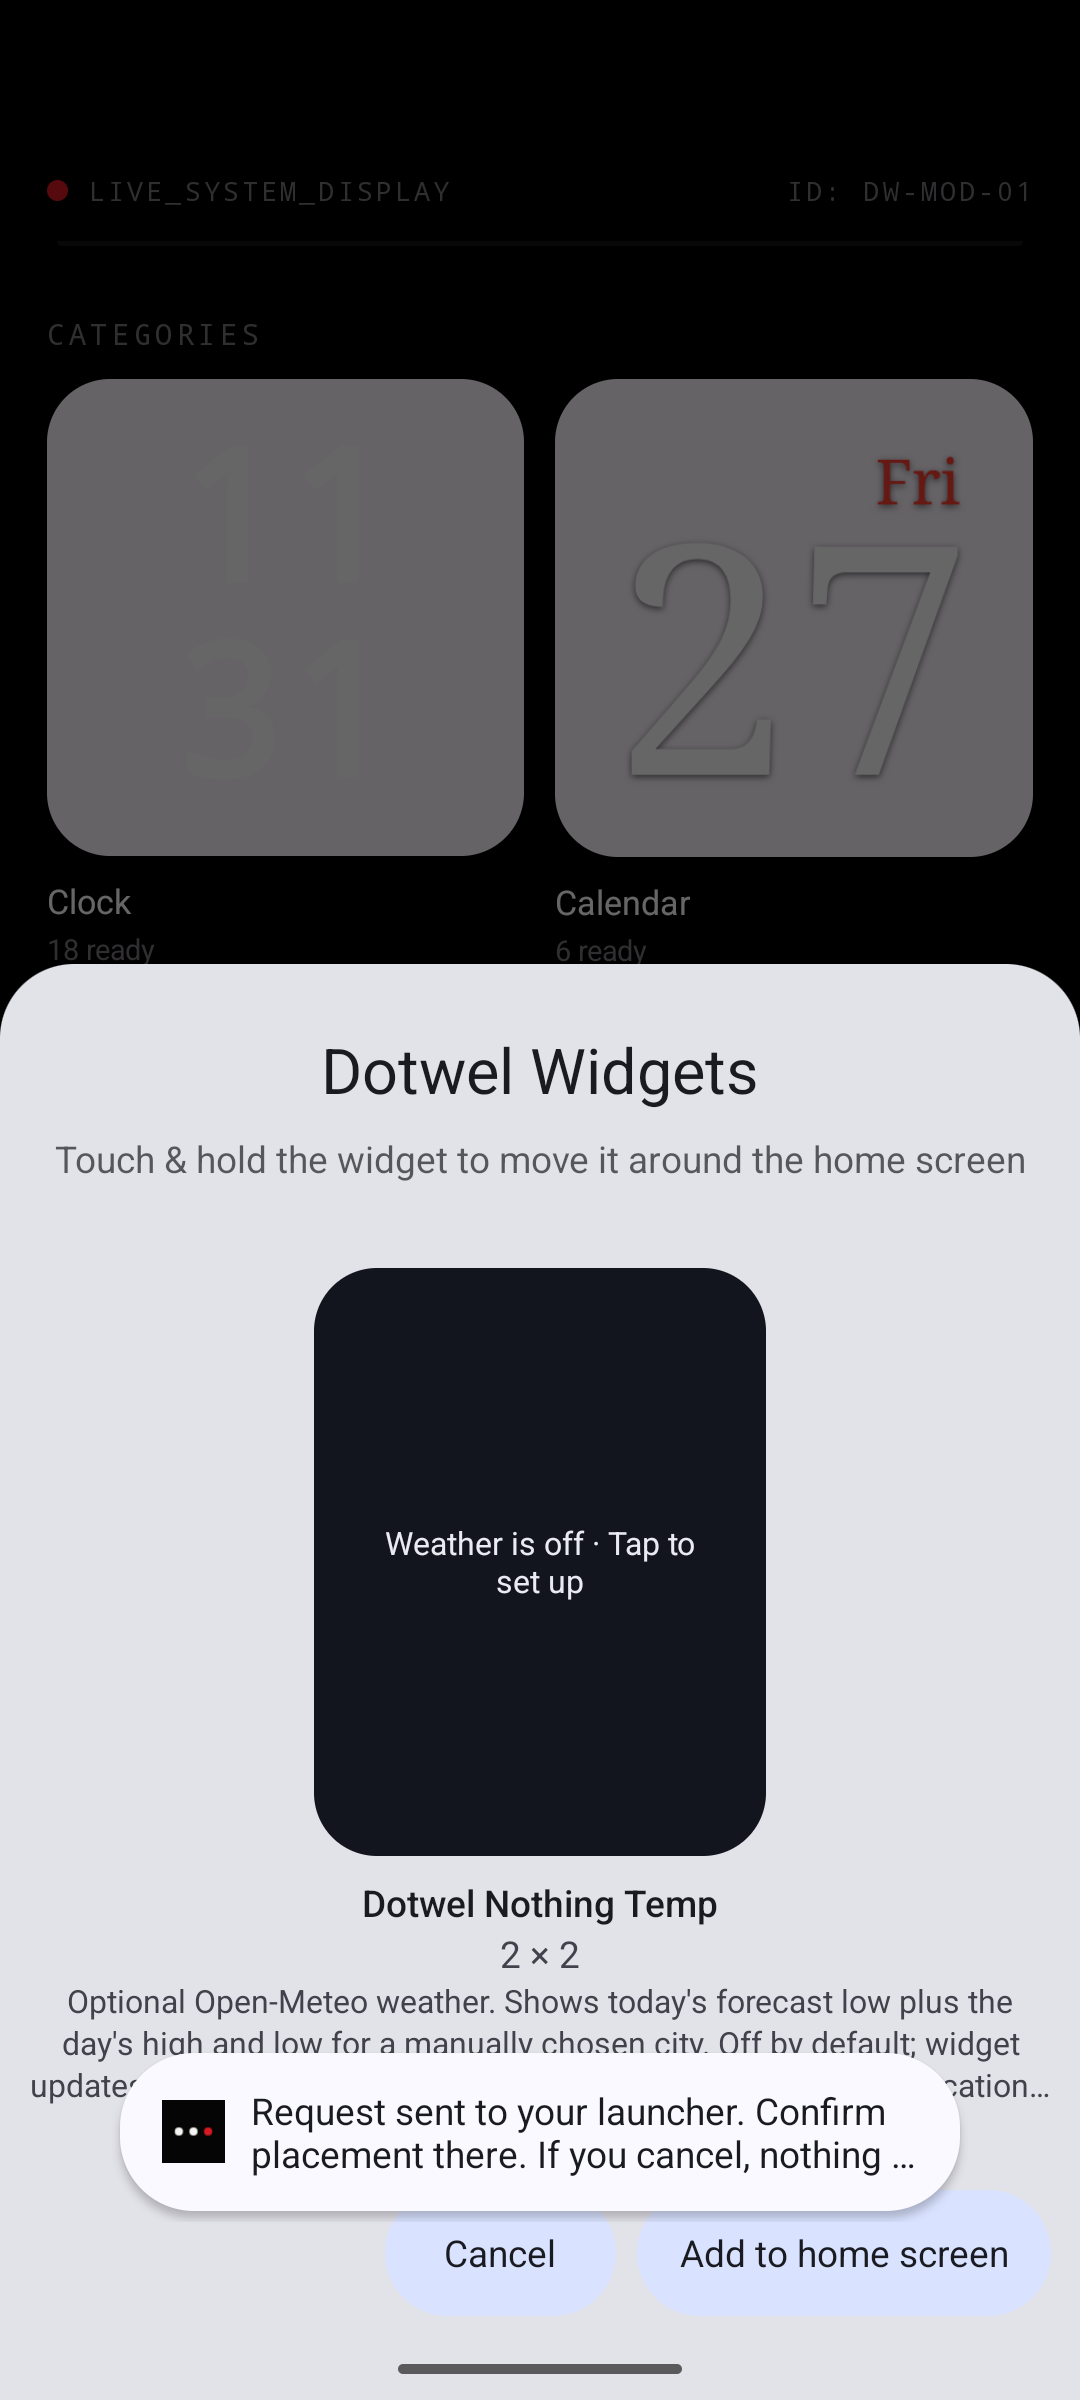 LIVE_SYSTEM_DISPLAY
ID: DW-MOD-01
CATEGORIES
11
31
Fri
27
Clock
18 ready
Calendar
6 ready
Dotwel Widgets
Touch & hold the widget to move it around the home screen
Weather is off · Tap to
set up
Dotwel Nothing Temp
2 × 2
Optional Open-Meteo weather. Shows today's forecast low plus the
day's high and low for a manually chosen city. Off by default; widget
Request sent to your launcher. Confirm
placement there. If you cancel, nothing …
Cancel
Add to home screen